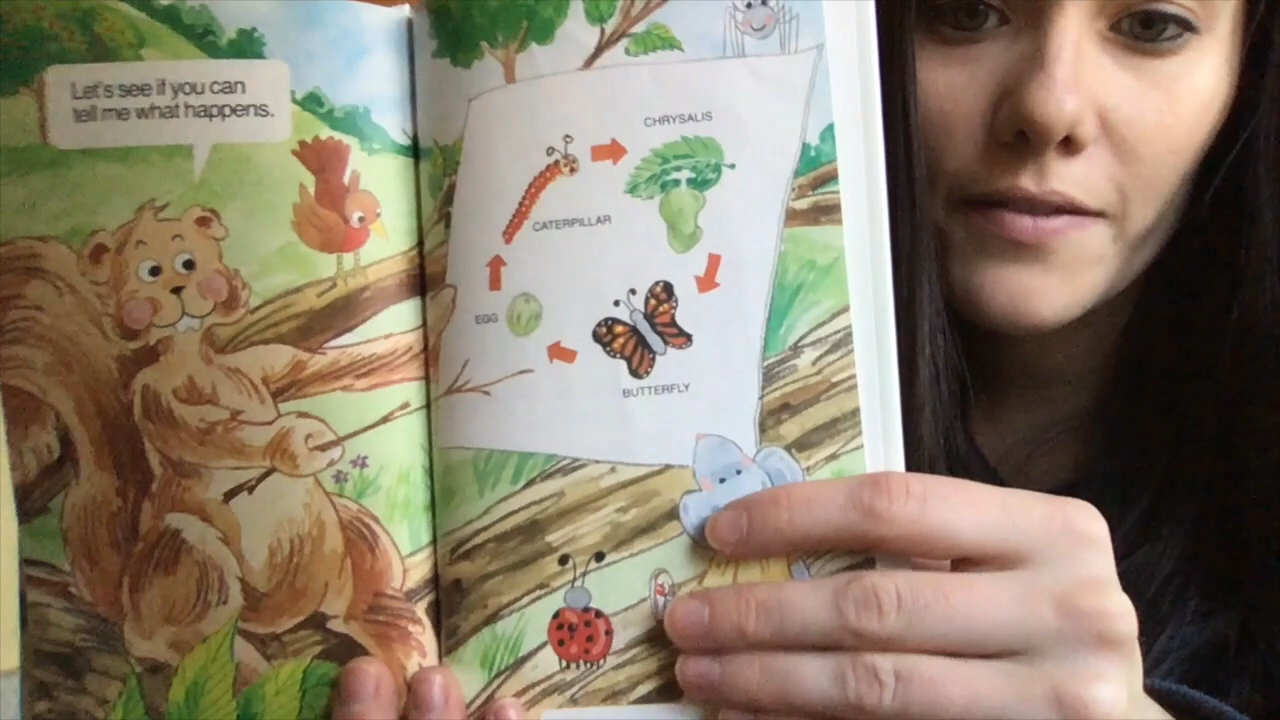 Let's see if you can
tell me what happens.
CHRYSALIS
CATERPILLAR
EGG
BUTTERFLY